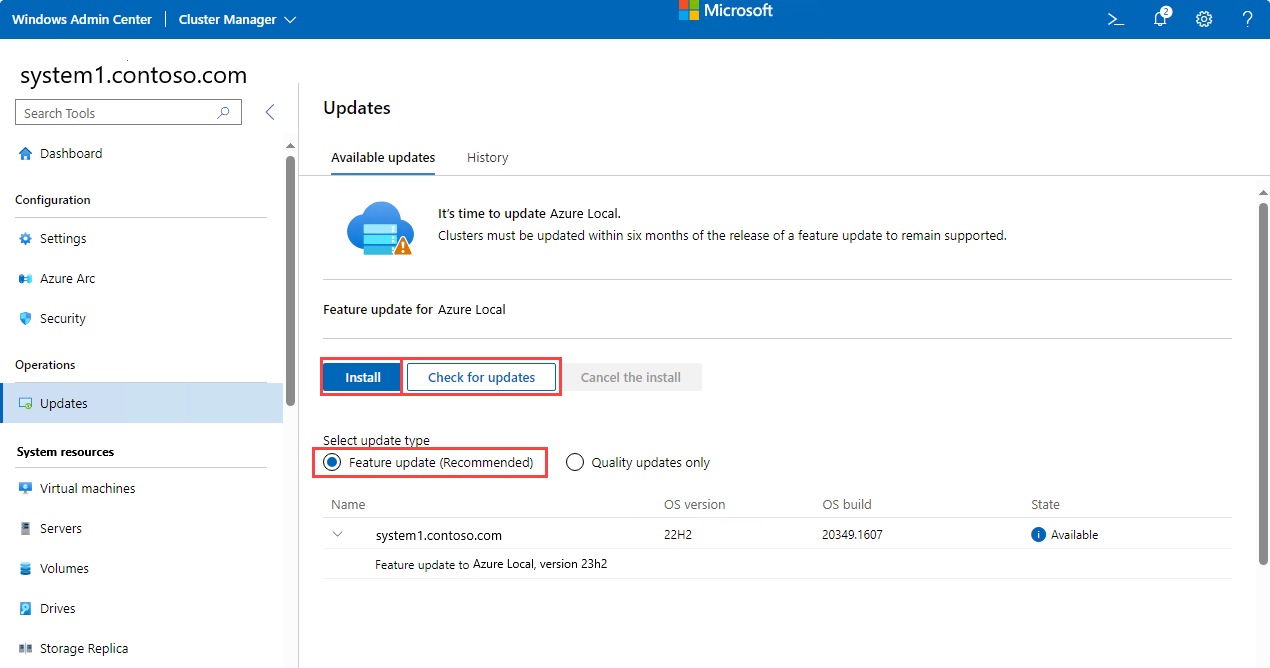 Windows Admin Center
Cluster Manager
Microsoft
>_
2
?
system1.contoso.com
Search Tools
Dashboard
Configuration
Settings
Azure Arc
Security
Operations
Updates
System resources
Virtual machines
Servers
Volumes
Drives
Storage Replica
Updates
Available updates
History
It's time to update Azure Local.
Clusters must be updated within six months of the release of a feature update to remain supported.
Feature update for Azure Local
Install
Check for updates
Cancel the install
Select update type
Feature update (Recommended)
Quality updates only
Name OS version OS build State
system1.contoso.com 22H2 20349.1607 Available
Feature update to Azure Local, version 23h2